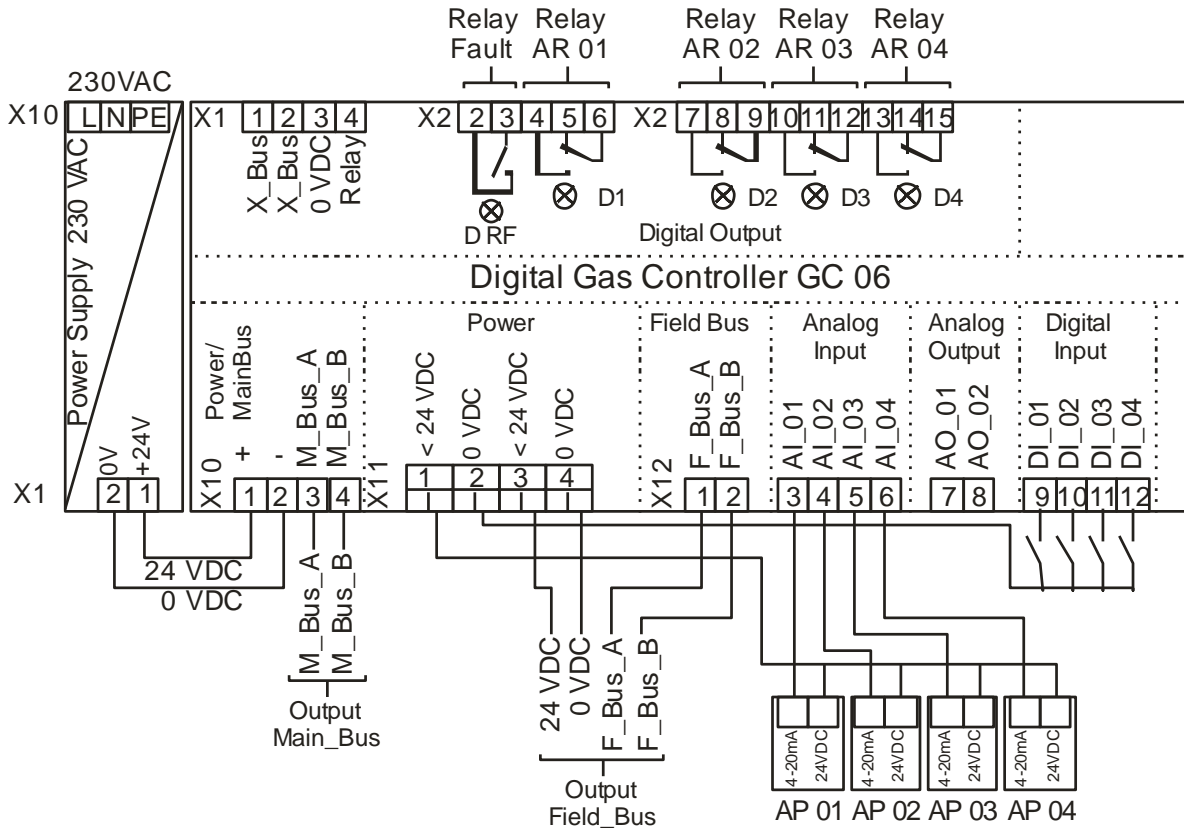 Relay Fault
Relay AR 01
Relay AR 02
Relay AR 03
Relay AR 04
230VAC
X10 L N PE
X1 1 2 3 4
X2 2 3 4 5 6
X2 7 8 9 10 11 12 13 14 15
X_Bus
X_Bus
0 VDC
Relay
D RF
D1
D2
D3
D4
Digital Output
Power Supply 230 VAC
Digital Gas Controller GC 06
Power/
MainBus
+
-
M_Bus_A
M_Bus_B
Power
< 24 VDC
0 VDC
< 24 VDC
0 VDC
Field Bus
F_Bus_A
F_Bus_B
Analog
Input
AI_01
AI_02
AI_03
AI_04
Analog
Output
AO_01
AO_02
Digital
Input
DI_01
DI_02
DI_03
DI_04
0V
+24V
X1
2 1
X10
1 2 3 4
X11
1 2 3 4
X12
1 2
3 4 5 6
7 8
9 10 11 12
24 VDC
0 VDC
M_Bus_A
M_Bus_B
Output
Main_Bus
24 VDC
0 VDC
F_Bus_A
F_Bus_B
Output
Field_Bus
4-20mA
24VDC
4-20mA
24VDC
4-20mA
24VDC
4-20mA
24VDC
AP 01 AP 02 AP 03 AP 04